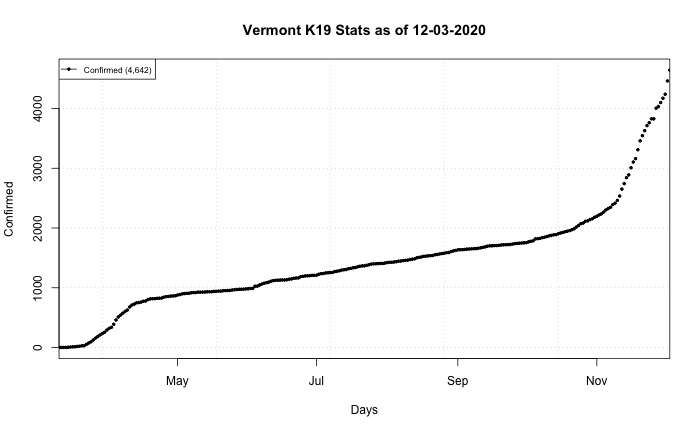 Vermont K19 Stats as of 12-03-2020
Confirmed (4,642)
4000
3000
2000
1000
0
Confirmed
May Jul Sep Nov
Days